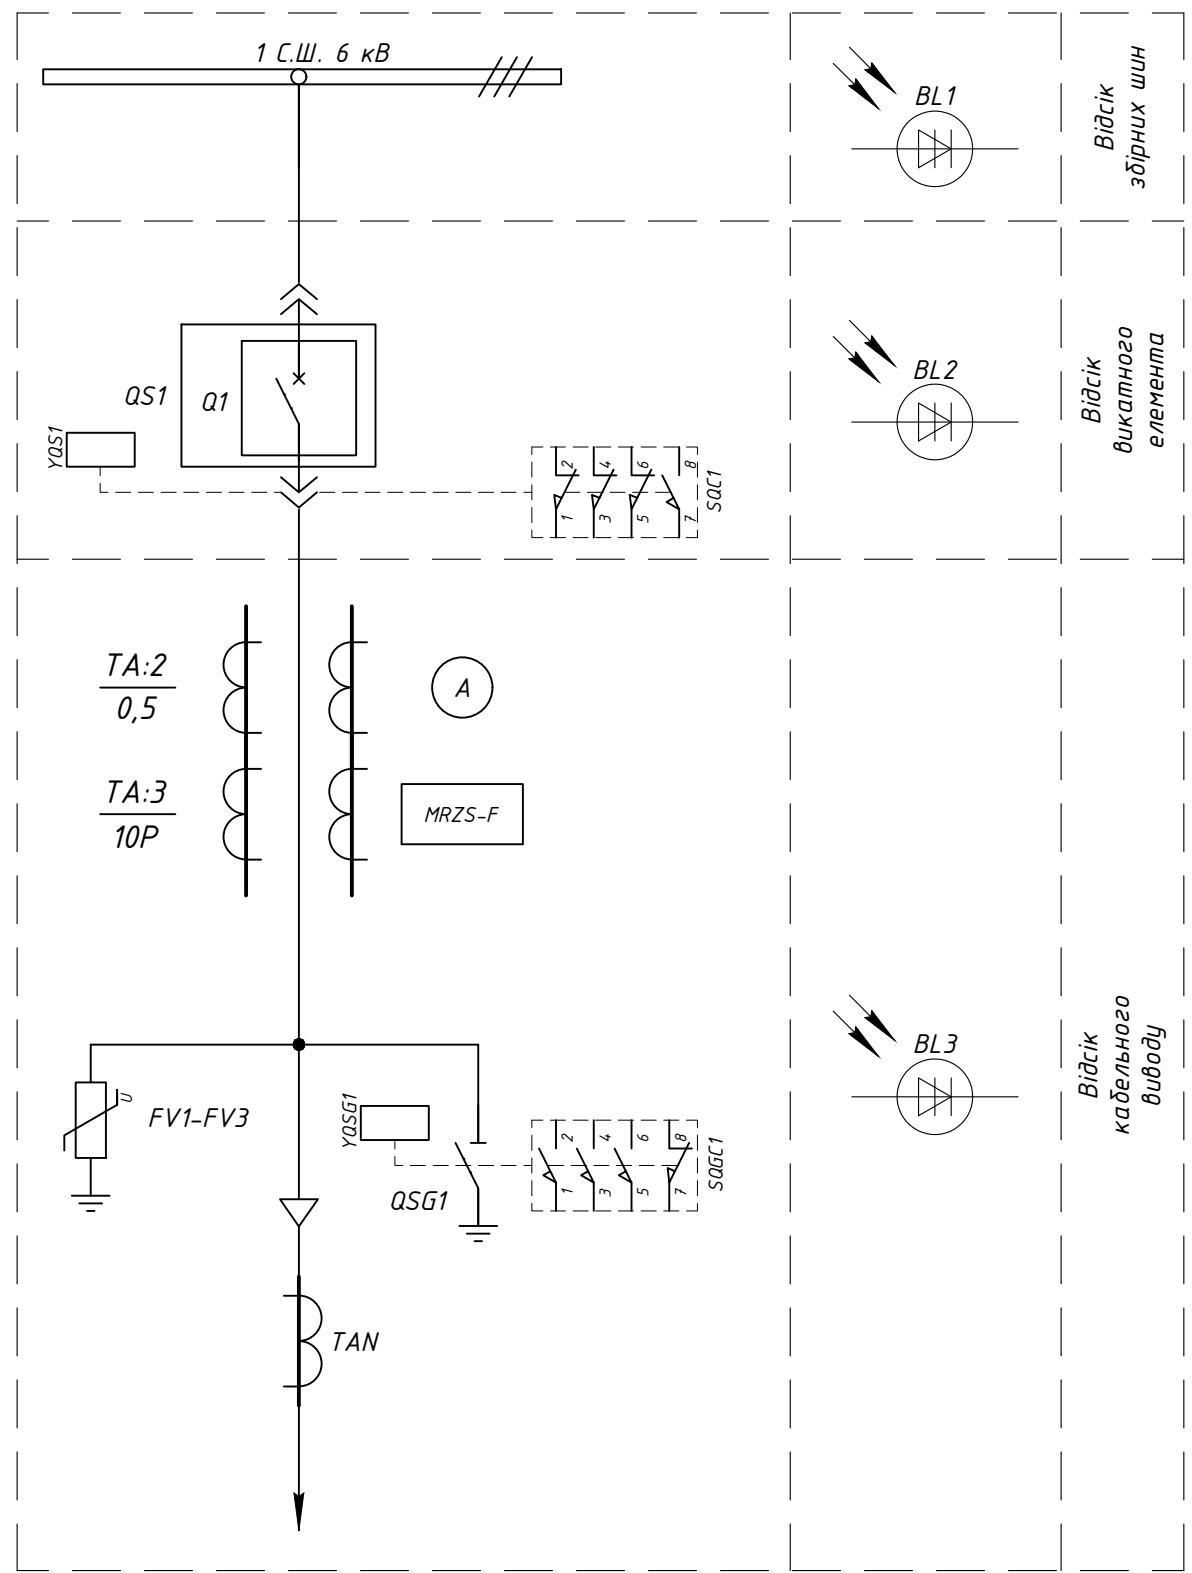 1 С.Ш. 6 кВ
BL1
Відсік
збірних шин
QS1
Q1
YQS1
2 4 6 8
1 3 5 7
SQC1
BL2
Відсік
викатного
елемента
TA:2
0,5
A
TA:3
10P
MRZS-F
U
FV1-FV3
YQSG1
QSG1
2 4 6 8
1 3 5 7
SQGC1
BL3
Відсік
кабельного
виводу
TAN